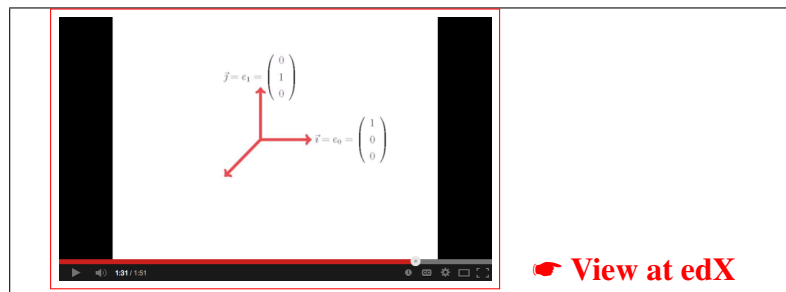 j⃗ = e₁ = (0 1 0)
i⃗ = e₀ = (1 0 0)
1:31 / 1:51
☛ View at edX